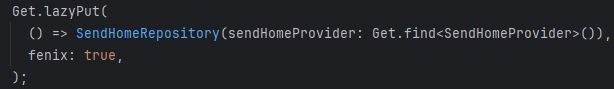 Get.lazyPut(
  () => SendHomeRepository(sendHomeProvider: Get.find<SendHomeProvider>()),
  fenix: true,
);